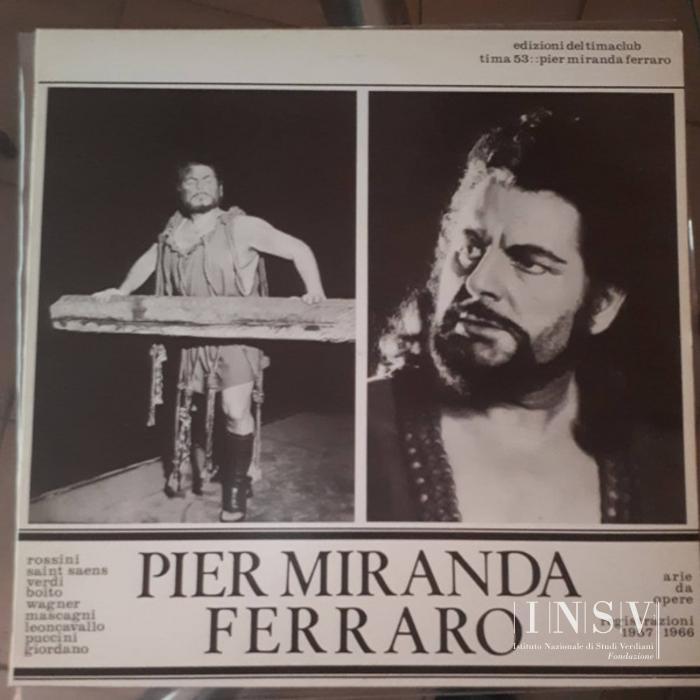 edizioni del timaclub
tima 53::pier miranda ferraro
rossini
saint saens
verdi
boito
wagner
mascagni
leoncavallo
puccini
giordano
PIER MIRANDA
FERRARO
arie
da
opere
registrazioni
1957 1966
INSV
Istituto Nazionale di Studi Verdiani
Fondazione